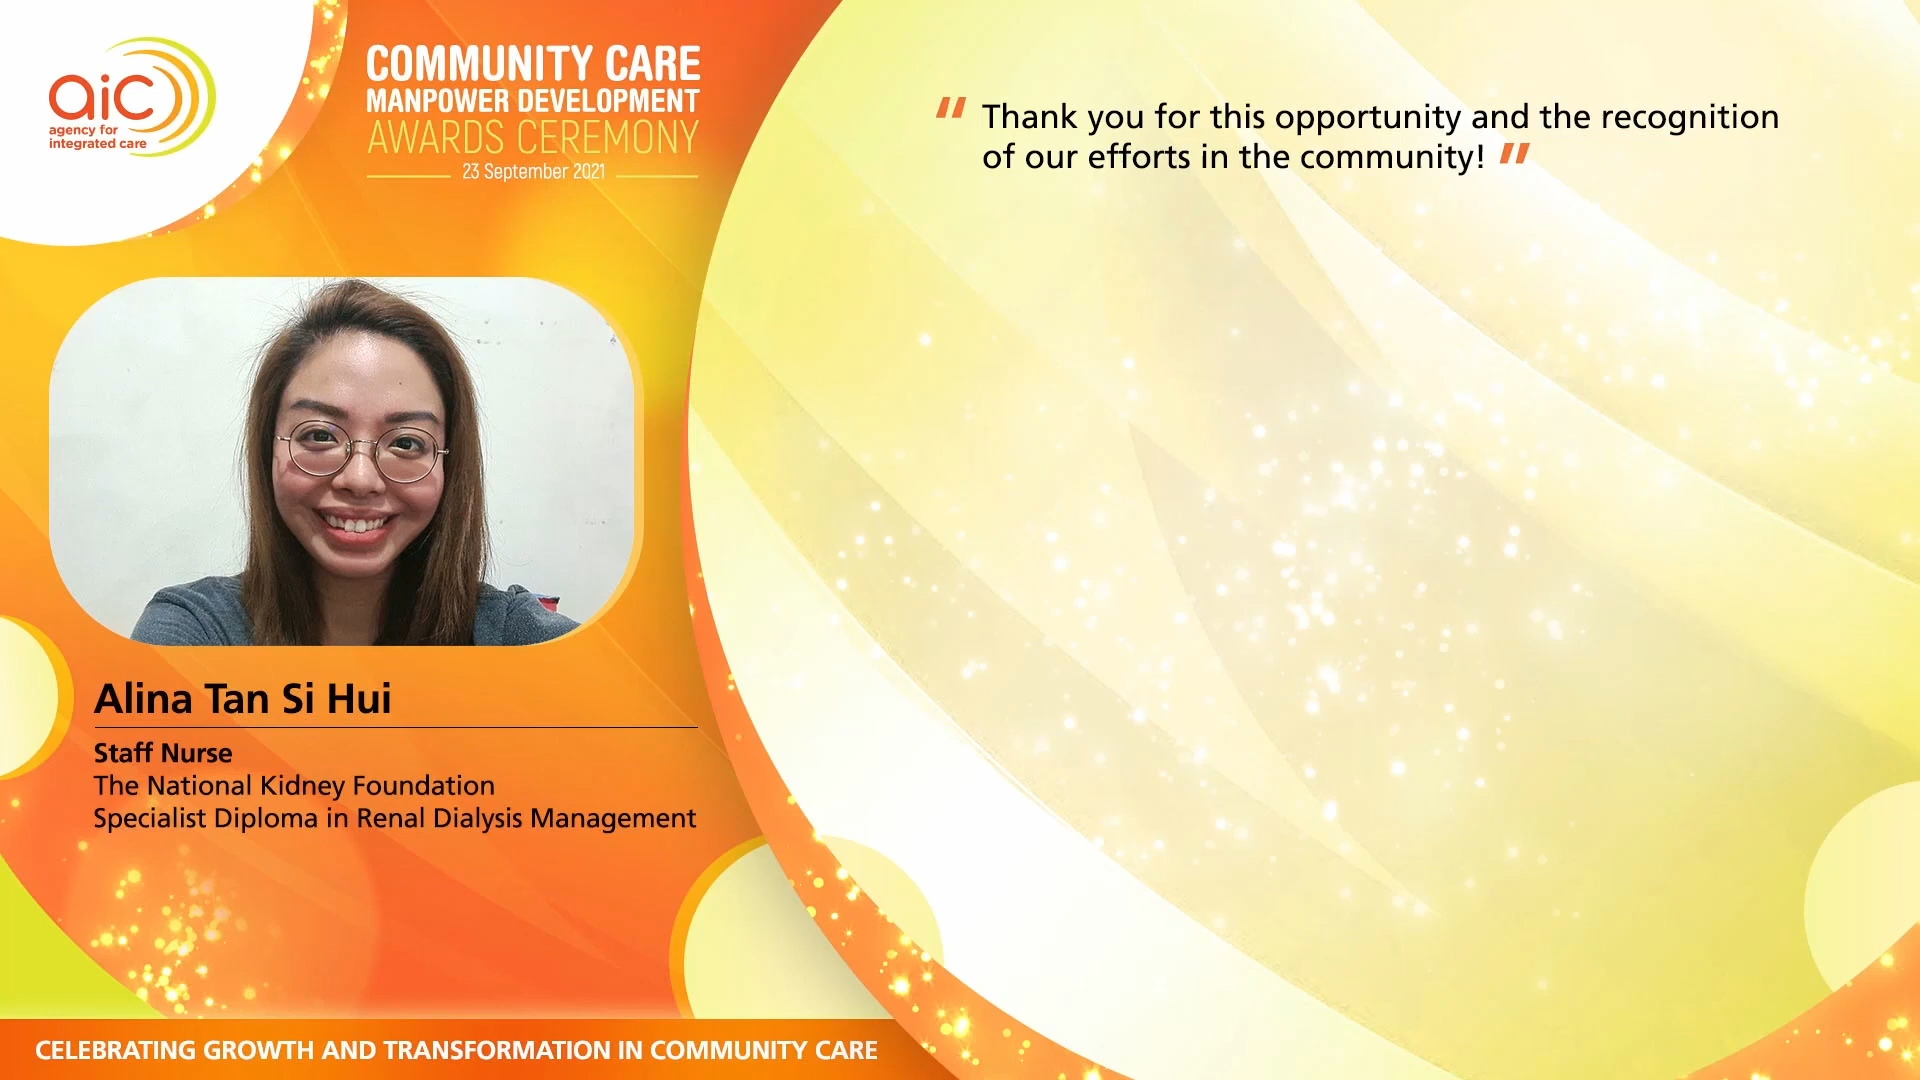 aic
agency for
integrated care
COMMUNITY CARE
MANPOWER DEVELOPMENT
AWARDS CEREMONY
23 September 2021
“ Thank you for this opportunity and the recognition
of our efforts in the community! ”
Alina Tan Si Hui
Staff Nurse
The National Kidney Foundation
Specialist Diploma in Renal Dialysis Management
CELEBRATING GROWTH AND TRANSFORMATION IN COMMUNITY CARE